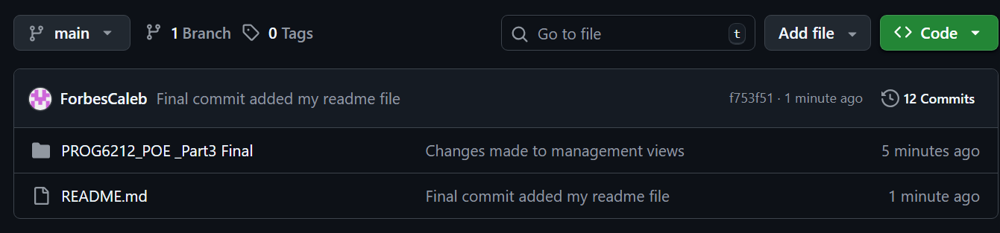 main 1 Branch 0 Tags Go to file t Add file Code
ForbesCaleb Final commit added my readme file f753f51 · 1 minute ago 12 Commits
PROG6212_POE _Part3 Final Changes made to management views 5 minutes ago
README.md Final commit added my readme file 1 minute ago